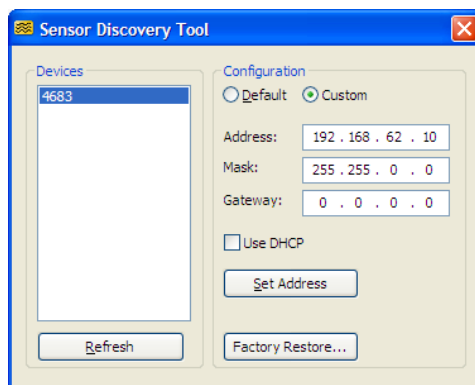 Sensor Discovery Tool
Devices
4683
Refresh
Configuration
Default Custom
Address: 192 . 168 . 62 . 10
Mask: 255 . 255 . 0 . 0
Gateway: 0 . 0 . 0 . 0
Use DHCP
Set Address
Factory Restore...